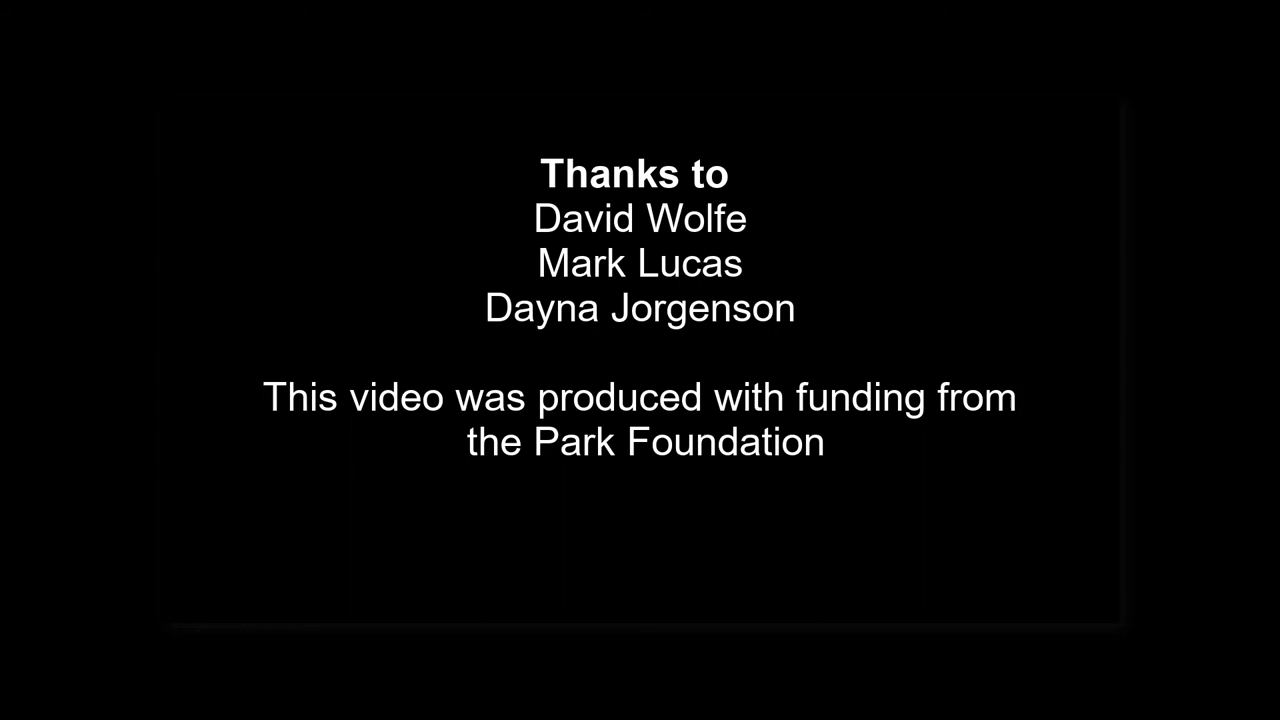 Thanks to
David Wolfe
Mark Lucas
Dayna Jorgenson
This video was produced with funding from
the Park Foundation